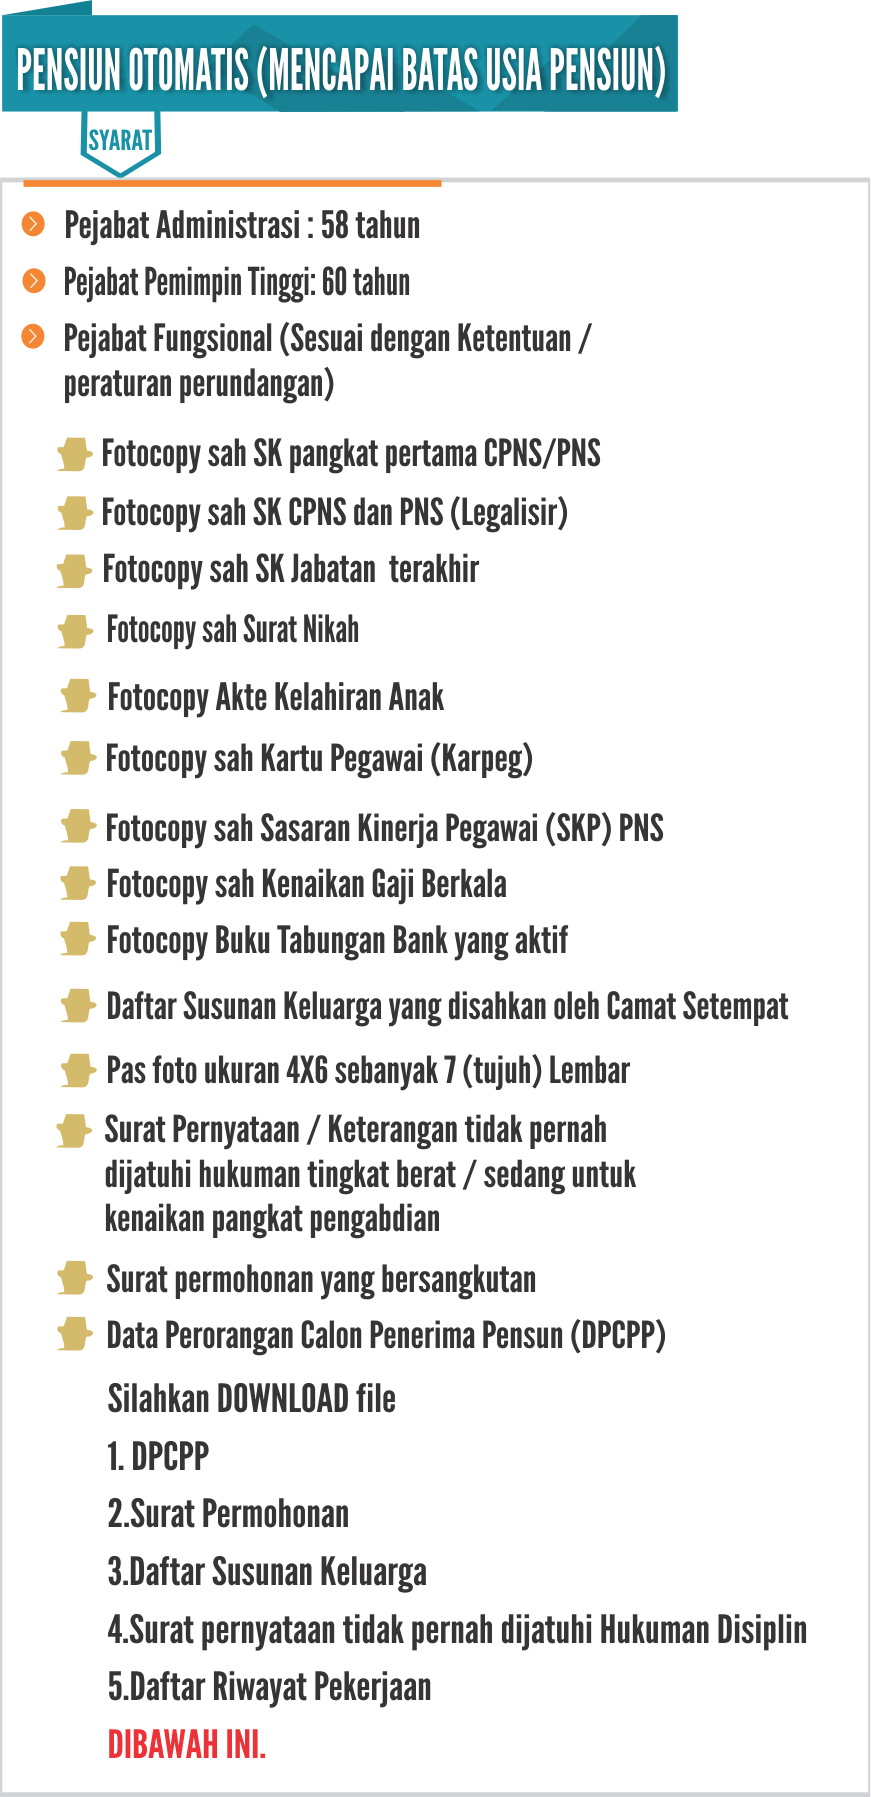 PENSIUN OTOMATIS (MENCAPAI BATAS USIA PENSIUN)
SYARAT
Pejabat Administrasi : 58 tahun
Pejabat Pemimpin Tinggi: 60 tahun
Pejabat Fungsional (Sesuai dengan Ketentuan /
peraturan perundangan)
Fotocopy sah SK pangkat pertama CPNS/PNS
Fotocopy sah SK CPNS dan PNS (Legalisir)
Fotocopy sah SK Jabatan terakhir
Fotocopy sah Surat Nikah
Fotocopy Akte Kelahiran Anak
Fotocopy sah Kartu Pegawai (Karpeg)
Fotocopy sah Sasaran Kinerja Pegawai (SKP) PNS
Fotocopy sah Kenaikan Gaji Berkala
Fotocopy Buku Tabungan Bank yang aktif
Daftar Susunan Keluarga yang disahkan oleh Camat Setempat
Pas foto ukuran 4X6 sebanyak 7 (tujuh) Lembar
Surat Pernyataan / Keterangan tidak pernah
dijatuhi hukuman tingkat berat / sedang untuk
kenaikan pangkat pengabdian
Surat permohonan yang bersangkutan
Data Perorangan Calon Penerima Pensun (DPCPP)
Silahkan DOWNLOAD file
1. DPCPP
2.Surat Permohonan
3.Daftar Susunan Keluarga
4.Surat pernyataan tidak pernah dijatuhi Hukuman Disiplin
5.Daftar Riwayat Pekerjaan
DIBAWAH INI.